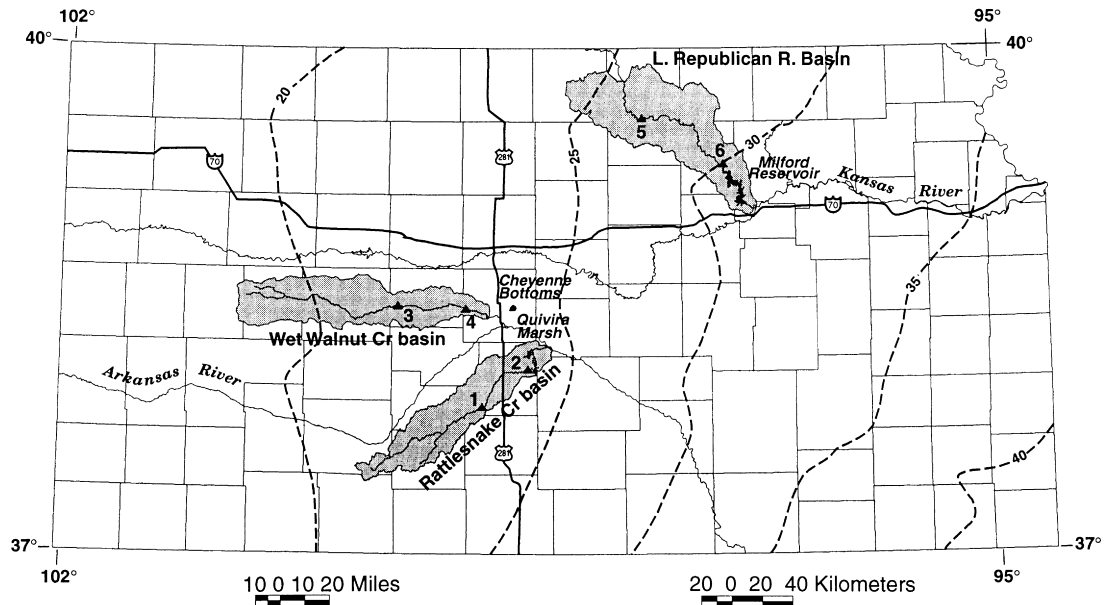 102°
95°
40°
40°
L. Republican R. Basin
20
5
25
281
6
30
70
Milford
Reservoir
Kansas
River
70
Cheyenne
Bottoms
35
3
4
Quivira
Marsh
Wet Walnut Cr basin
Arkansas
River
2
1
Rattlesnake Cr basin
281
40
37°
37°
102°
95°
10 0 10 20 Miles
20 0 20 40 Kilometers